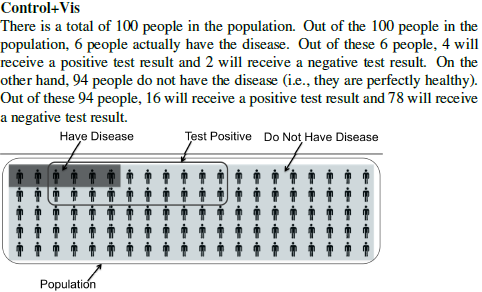 Control+Vis
There is a total of 100 people in the population. Out of the 100 people in the
population, 6 people actually have the disease. Out of these 6 people, 4 will
receive a positive test result and 2 will receive a negative test result. On the
other hand, 94 people do not have the disease (i.e., they are perfectly healthy).
Out of these 94 people, 16 will receive a positive test result and 78 will receive
a negative test result.
Have Disease Test Positive Do Not Have Disease
Population